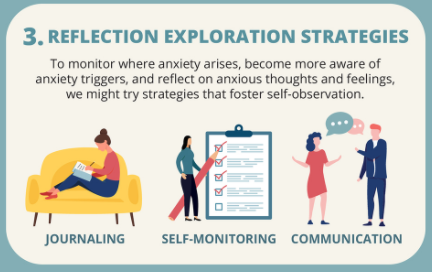 3. REFLECTION EXPLORATION STRATEGIES
To monitor where anxiety arises, become more aware of
anxiety triggers, and reflect on anxious thoughts and feelings,
we might try strategies that foster self-observation.
JOURNALING SELF-MONITORING COMMUNICATION